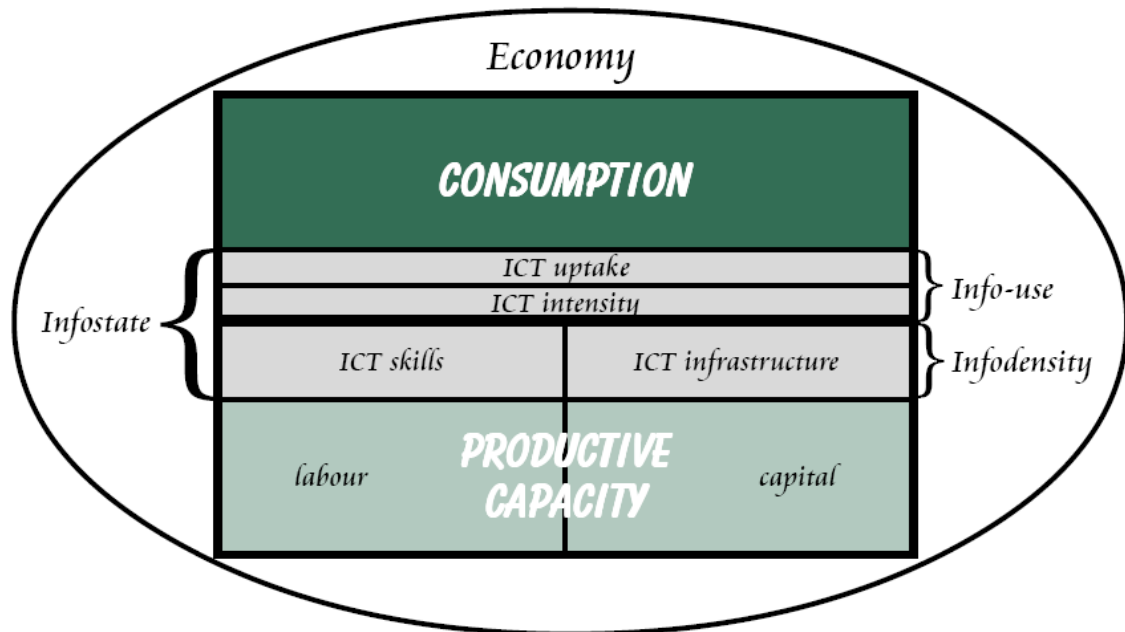 Economy
CONSUMPTION
ICT uptake
ICT intensity
Info-use
Infostate
ICT skills
ICT infrastructure
Infodensity
PRODUCTIVE
CAPACITY
labour
capital